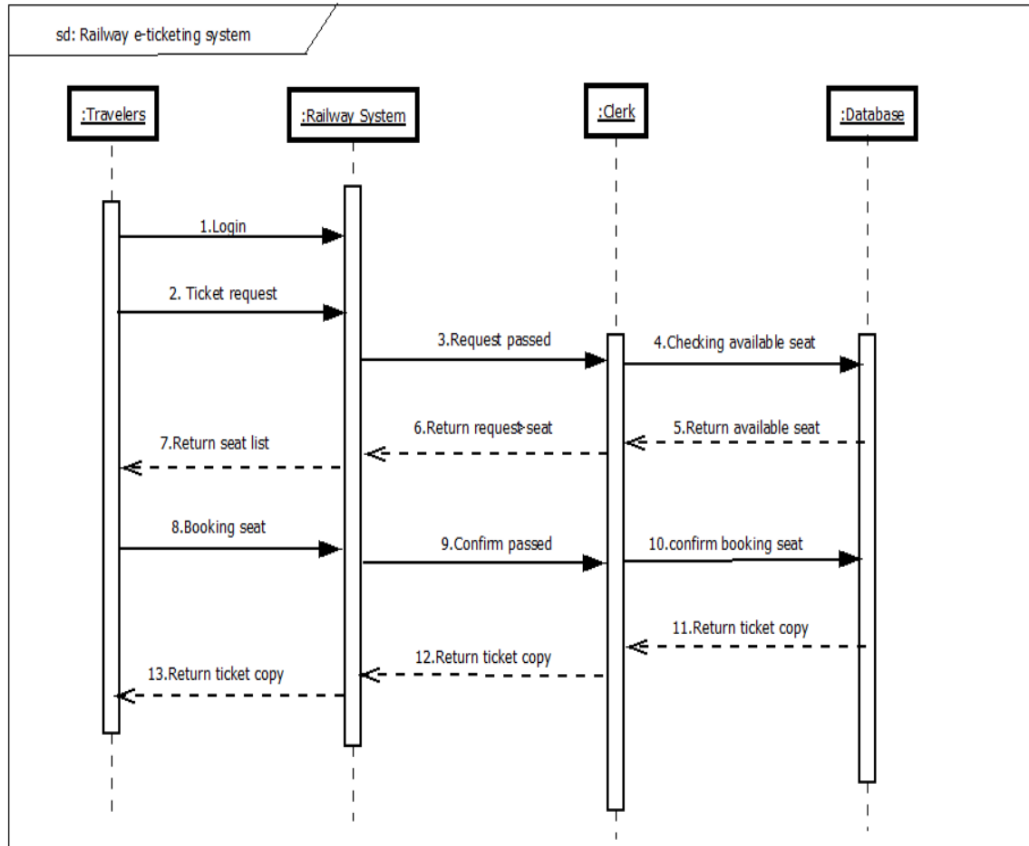 sd: Railway e-ticketing system
:Travelers
:Railway System
:Clerk
:Database
1.Login
2. Ticket request
3.Request passed
4.Checking available seat
5.Return available seat
6.Return request seat
7.Return seat list
8.Booking seat
9.Confirm passed
10.confirm booking seat
11.Return ticket copy
12.Return ticket copy
13.Return ticket copy